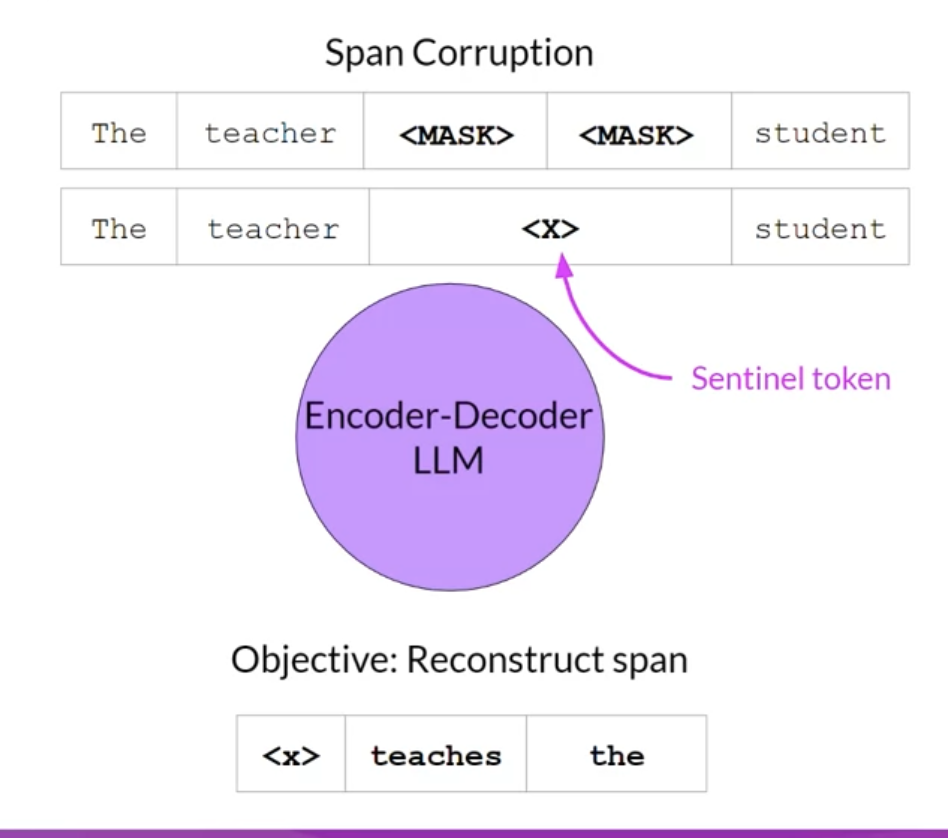 Span Corruption
The teacher <MASK> <MASK> student
The teacher <X> student
Sentinel token
Encoder-Decoder
LLM
Objective: Reconstruct span
<x> teaches the